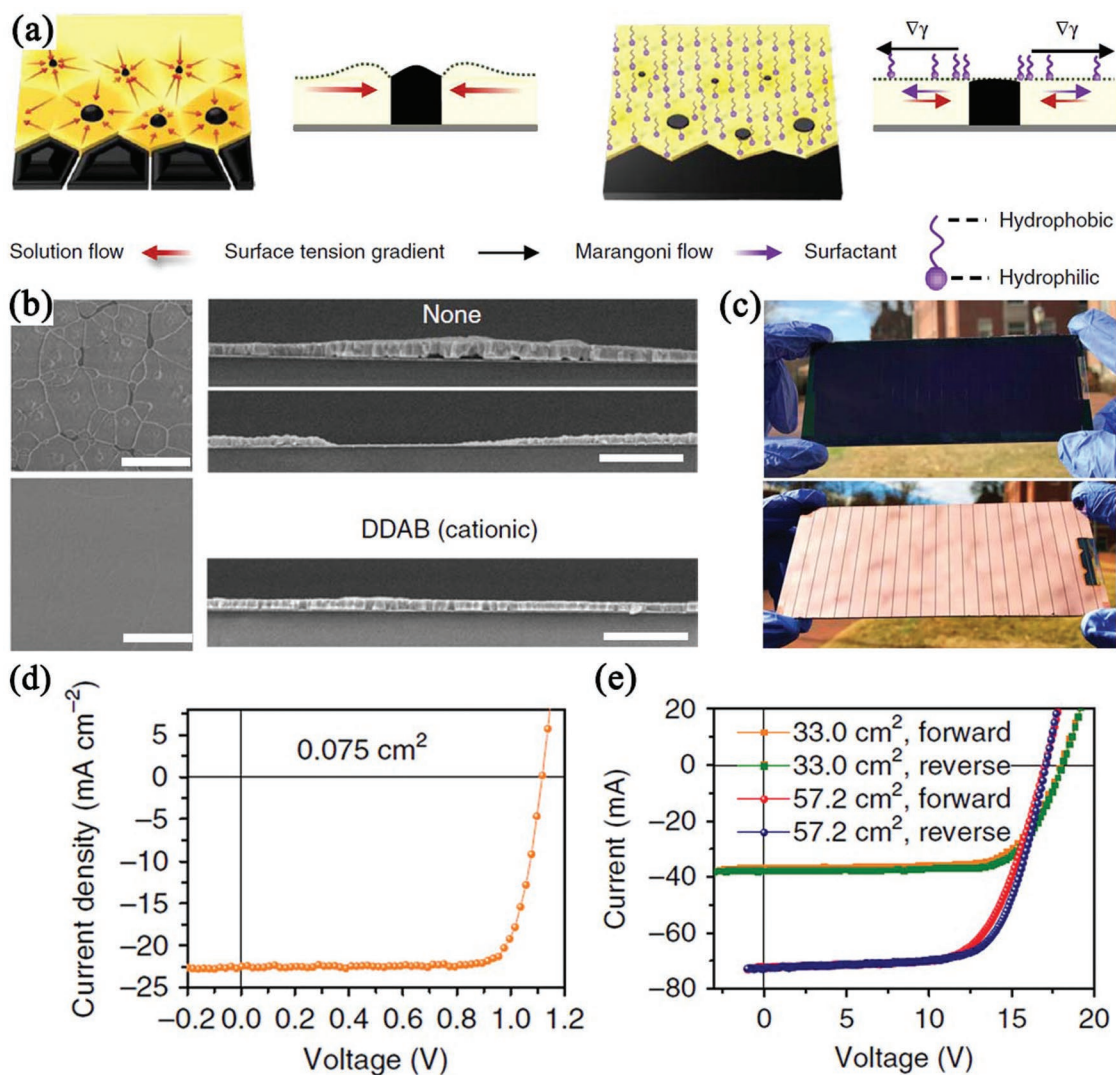 (a)
∇γ ∇γ
Solution flow Surface tension gradient Marangoni flow Surfactant
Hydrophobic
Hydrophilic
(b)
None
DDAB (cationic)
(c)
(d)
0.075 cm²
5
0
−5
−10
−15
−20
−25
Current density (mA cm⁻²)
−0.2 0.0 0.2 0.4 0.6 0.8 1.0 1.2
Voltage (V)
(e)
33.0 cm², forward
33.0 cm², reverse
57.2 cm², forward
57.2 cm², reverse
20
0
−20
−40
−60
−80
Current (mA)
0 5 10 15 20
Voltage (V)